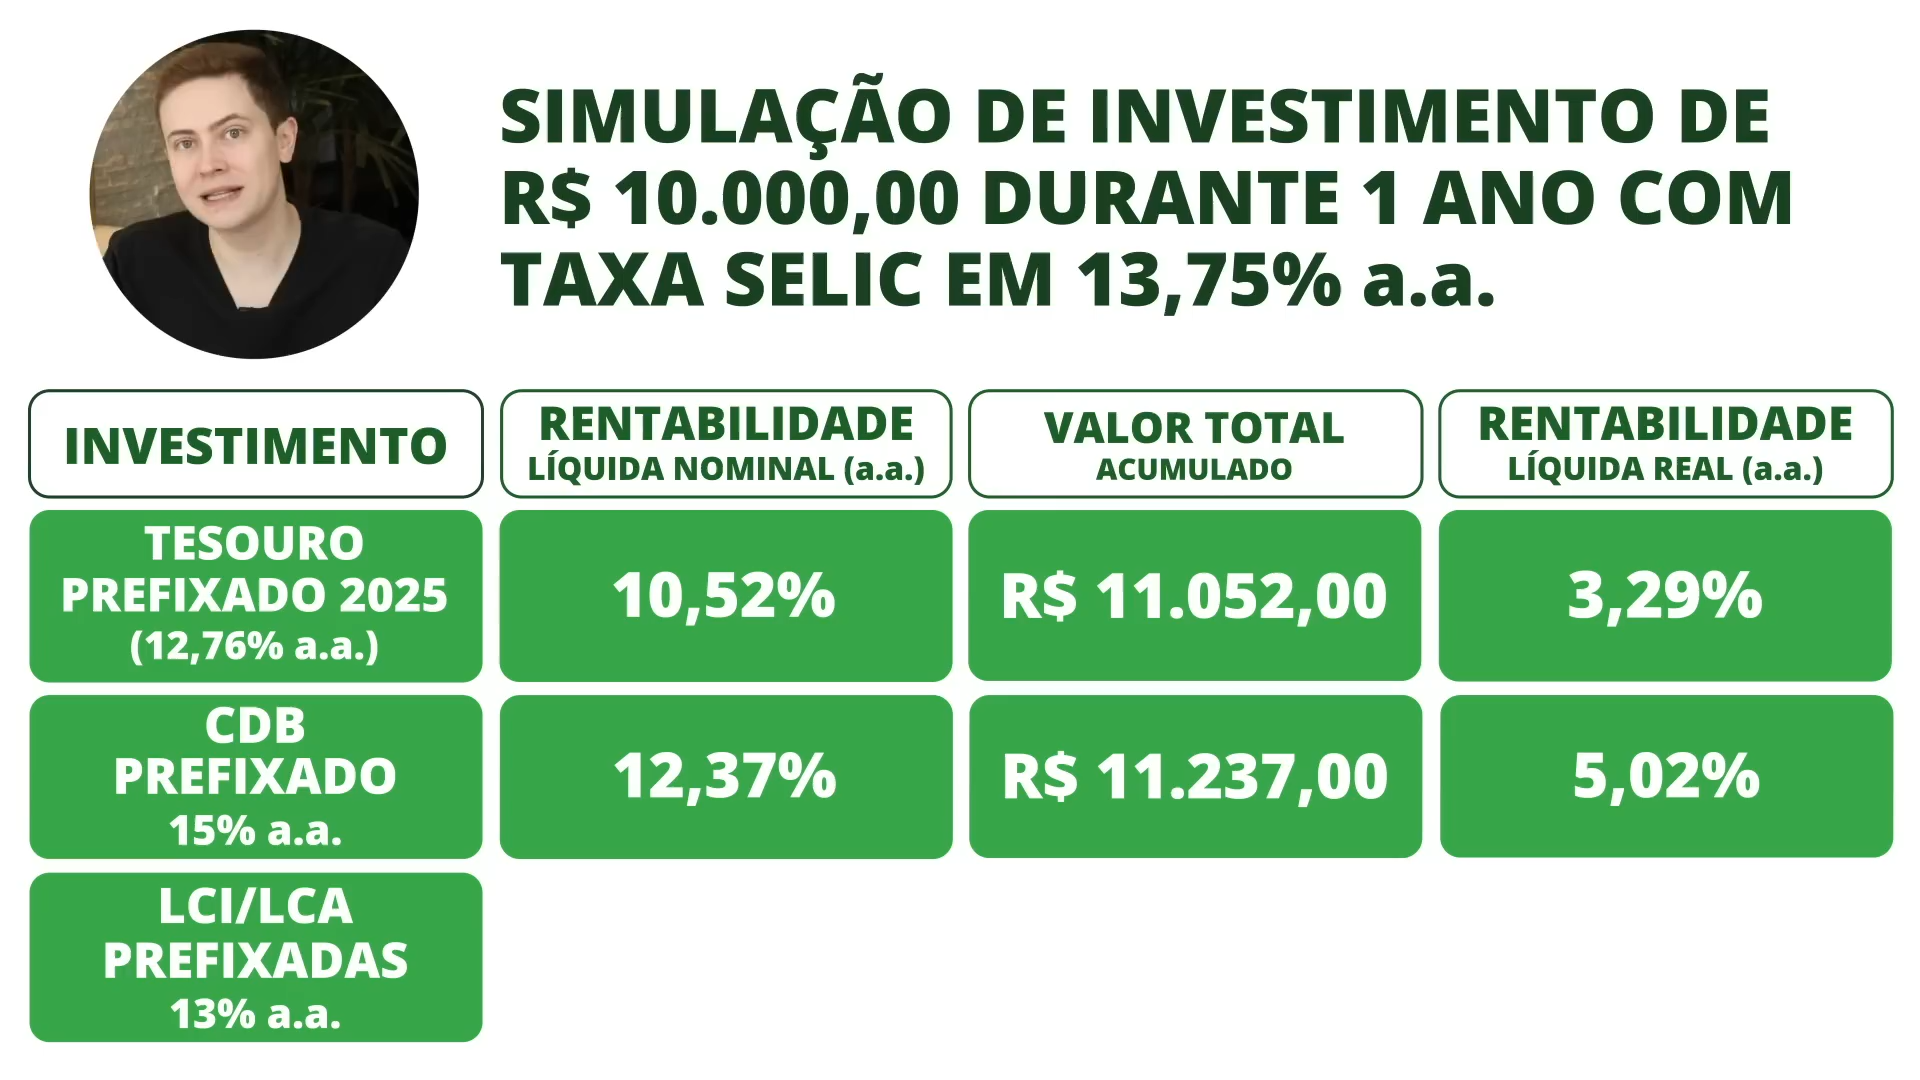 SIMULAÇÃO DE INVESTIMENTO DE
R$ 10.000,00 DURANTE 1 ANO COM
TAXA SELIC EM 13,75% a.a.
INVESTIMENTO
RENTABILIDADE
LÍQUIDA NOMINAL (a.a.)
VALOR TOTAL
ACUMULADO
RENTABILIDADE
LÍQUIDA REAL (a.a.)
TESOURO
PREFIXADO 2025
(12,76% a.a.)
10,52%
R$ 11.052,00
3,29%
CDB
PREFIXADO
15% a.a.
12,37%
R$ 11.237,00
5,02%
LCI/LCA
PREFIXADAS
13% a.a.